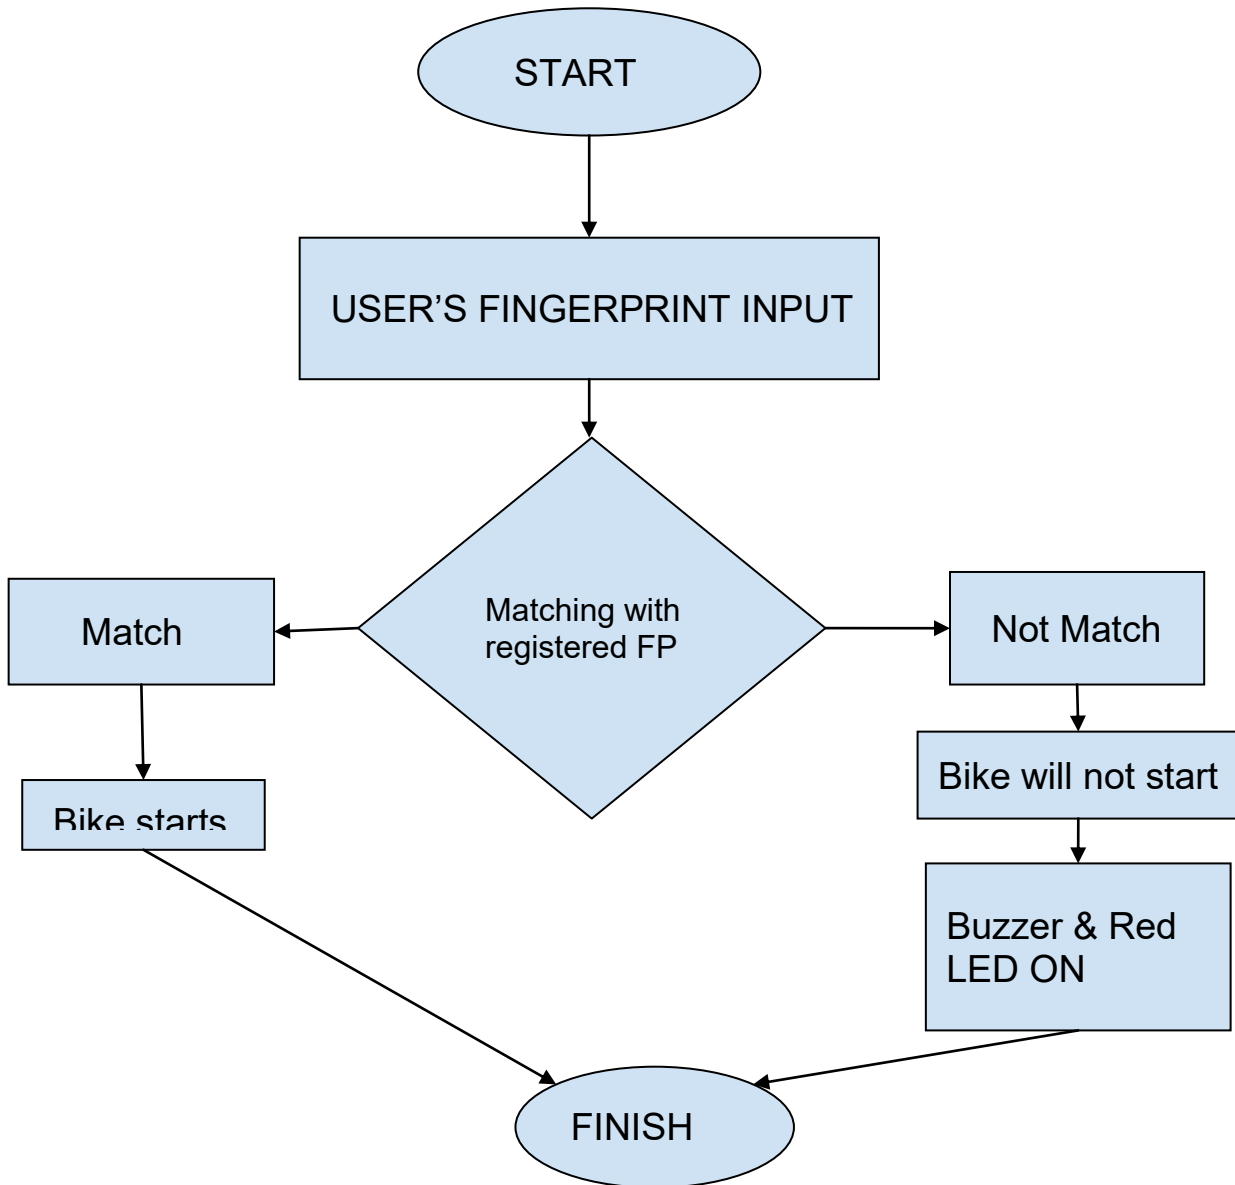 START
USER’S FINGERPRINT INPUT
Matching with
registered FP
Match
Not Match
Bike starts
Bike will not start
Buzzer & Red
LED ON
FINISH